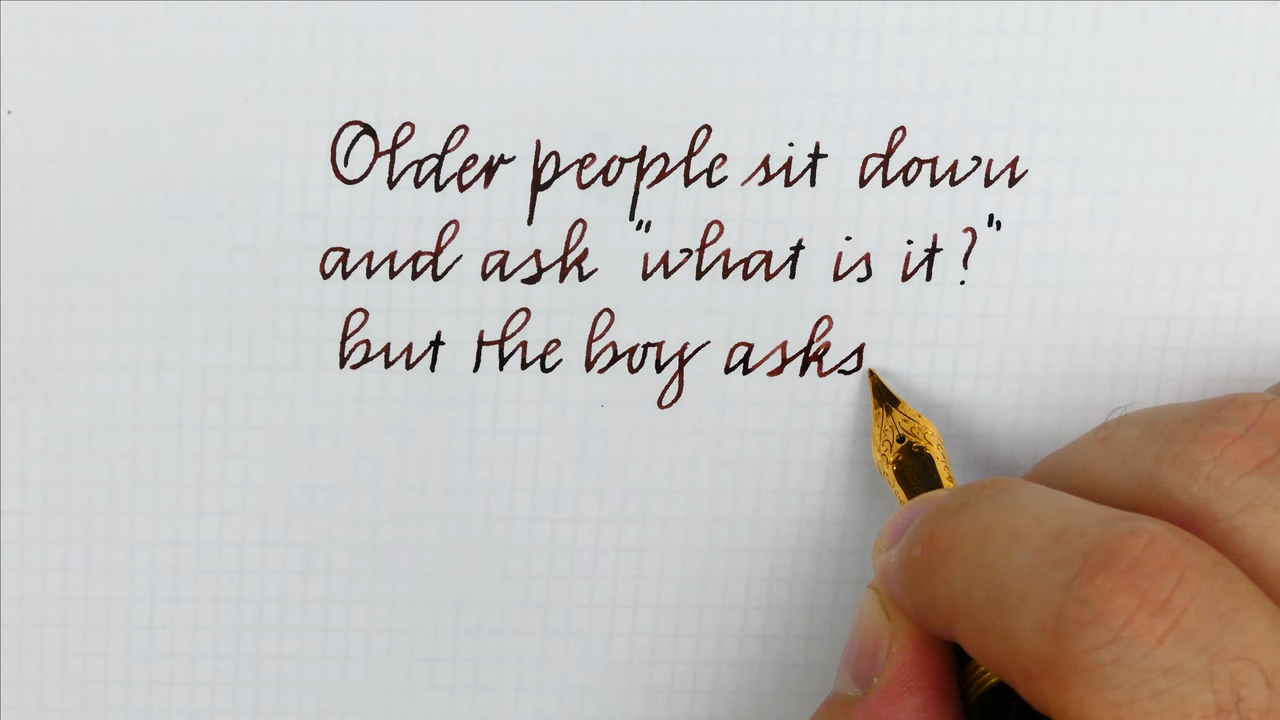 Older people sit down
and ask "what is it?"
but the boy asks